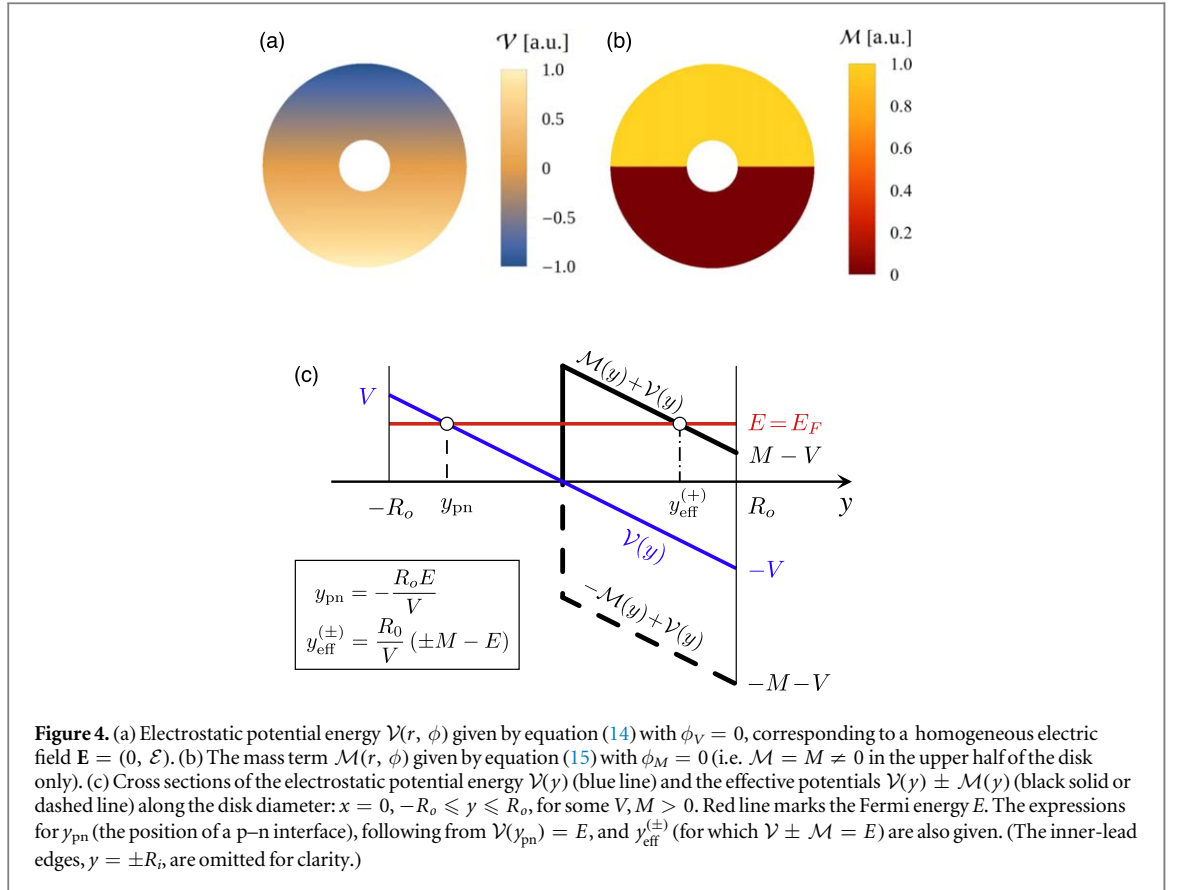 (a)
𝒱 [a.u.]
1.0
0.5
0
−0.5
−1.0
(b)
ℳ [a.u.]
1.0
0.8
0.6
0.4
0.2
0
(c)
V
ℳ(y)+𝒱(y)
E=E_F
M − V
−R_o
y_pn
y_eff^(+)
R_o
y
𝒱(y)
−V
−ℳ(y)+𝒱(y)
−M−V
y_pn = −R_o E / V
y_eff^(±) = R_0 / V (±M − E)
Figure 4. (a) Electrostatic potential energy 𝒱(r, ϕ) given by equation (14) with ϕ_V = 0, corresponding to a homogeneous electric
field E = (0, ℰ). (b) The mass term ℳ(r, ϕ) given by equation (15) with ϕ_M = 0 (i.e. ℳ = M ≠ 0 in the upper half of the disk
only). (c) Cross sections of the electrostatic potential energy 𝒱(y) (blue line) and the effective potentials 𝒱(y) ± ℳ(y) (black solid or
dashed line) along the disk diameter: x = 0, −R_o ⩽ y ⩽ R_o, for some V, M > 0. Red line marks the Fermi energy E. The expressions
for y_pn (the position of a p–n interface), following from 𝒱(y_pn) = E, and y_eff^(±) (for which 𝒱 ± ℳ = E) are also given. (The inner-lead
edges, y = ±R_i, are omitted for clarity.)